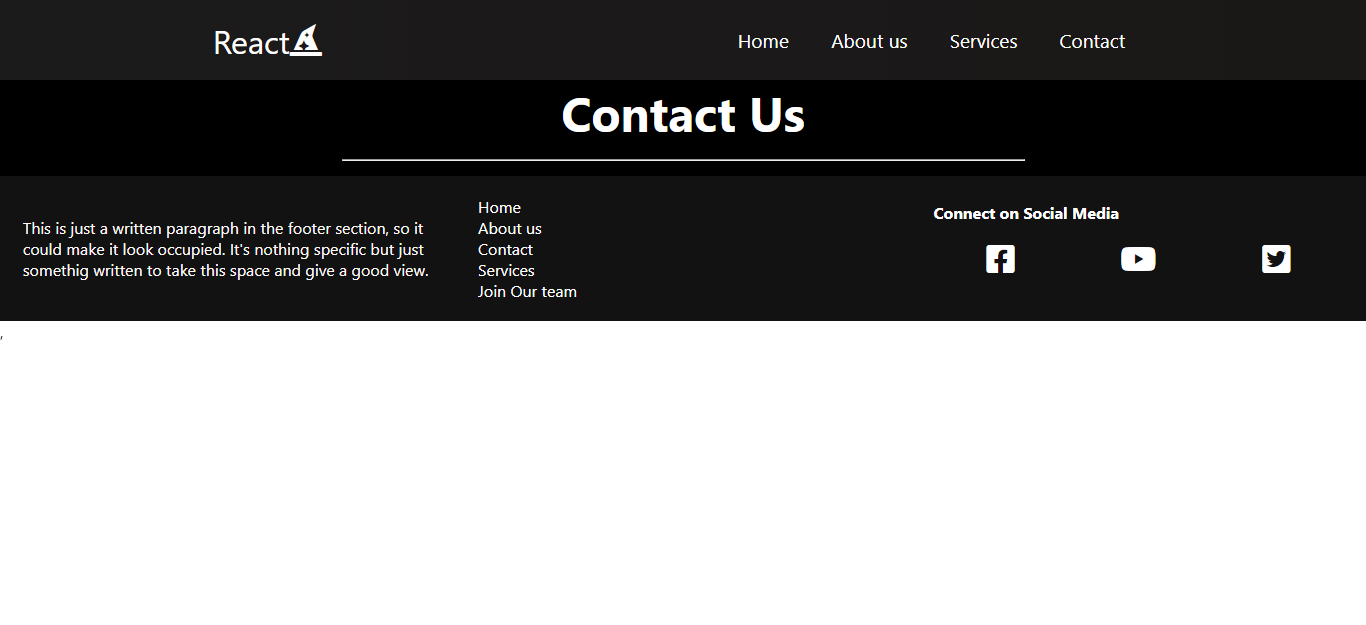 React
Home About us Services Contact
Contact Us
This is just a written paragraph in the footer section, so it
could make it look occupied. It's nothing specific but just
somethig written to take this space and give a good view.
Home
About us
Contact
Services
Join Our team
Connect on Social Media
,